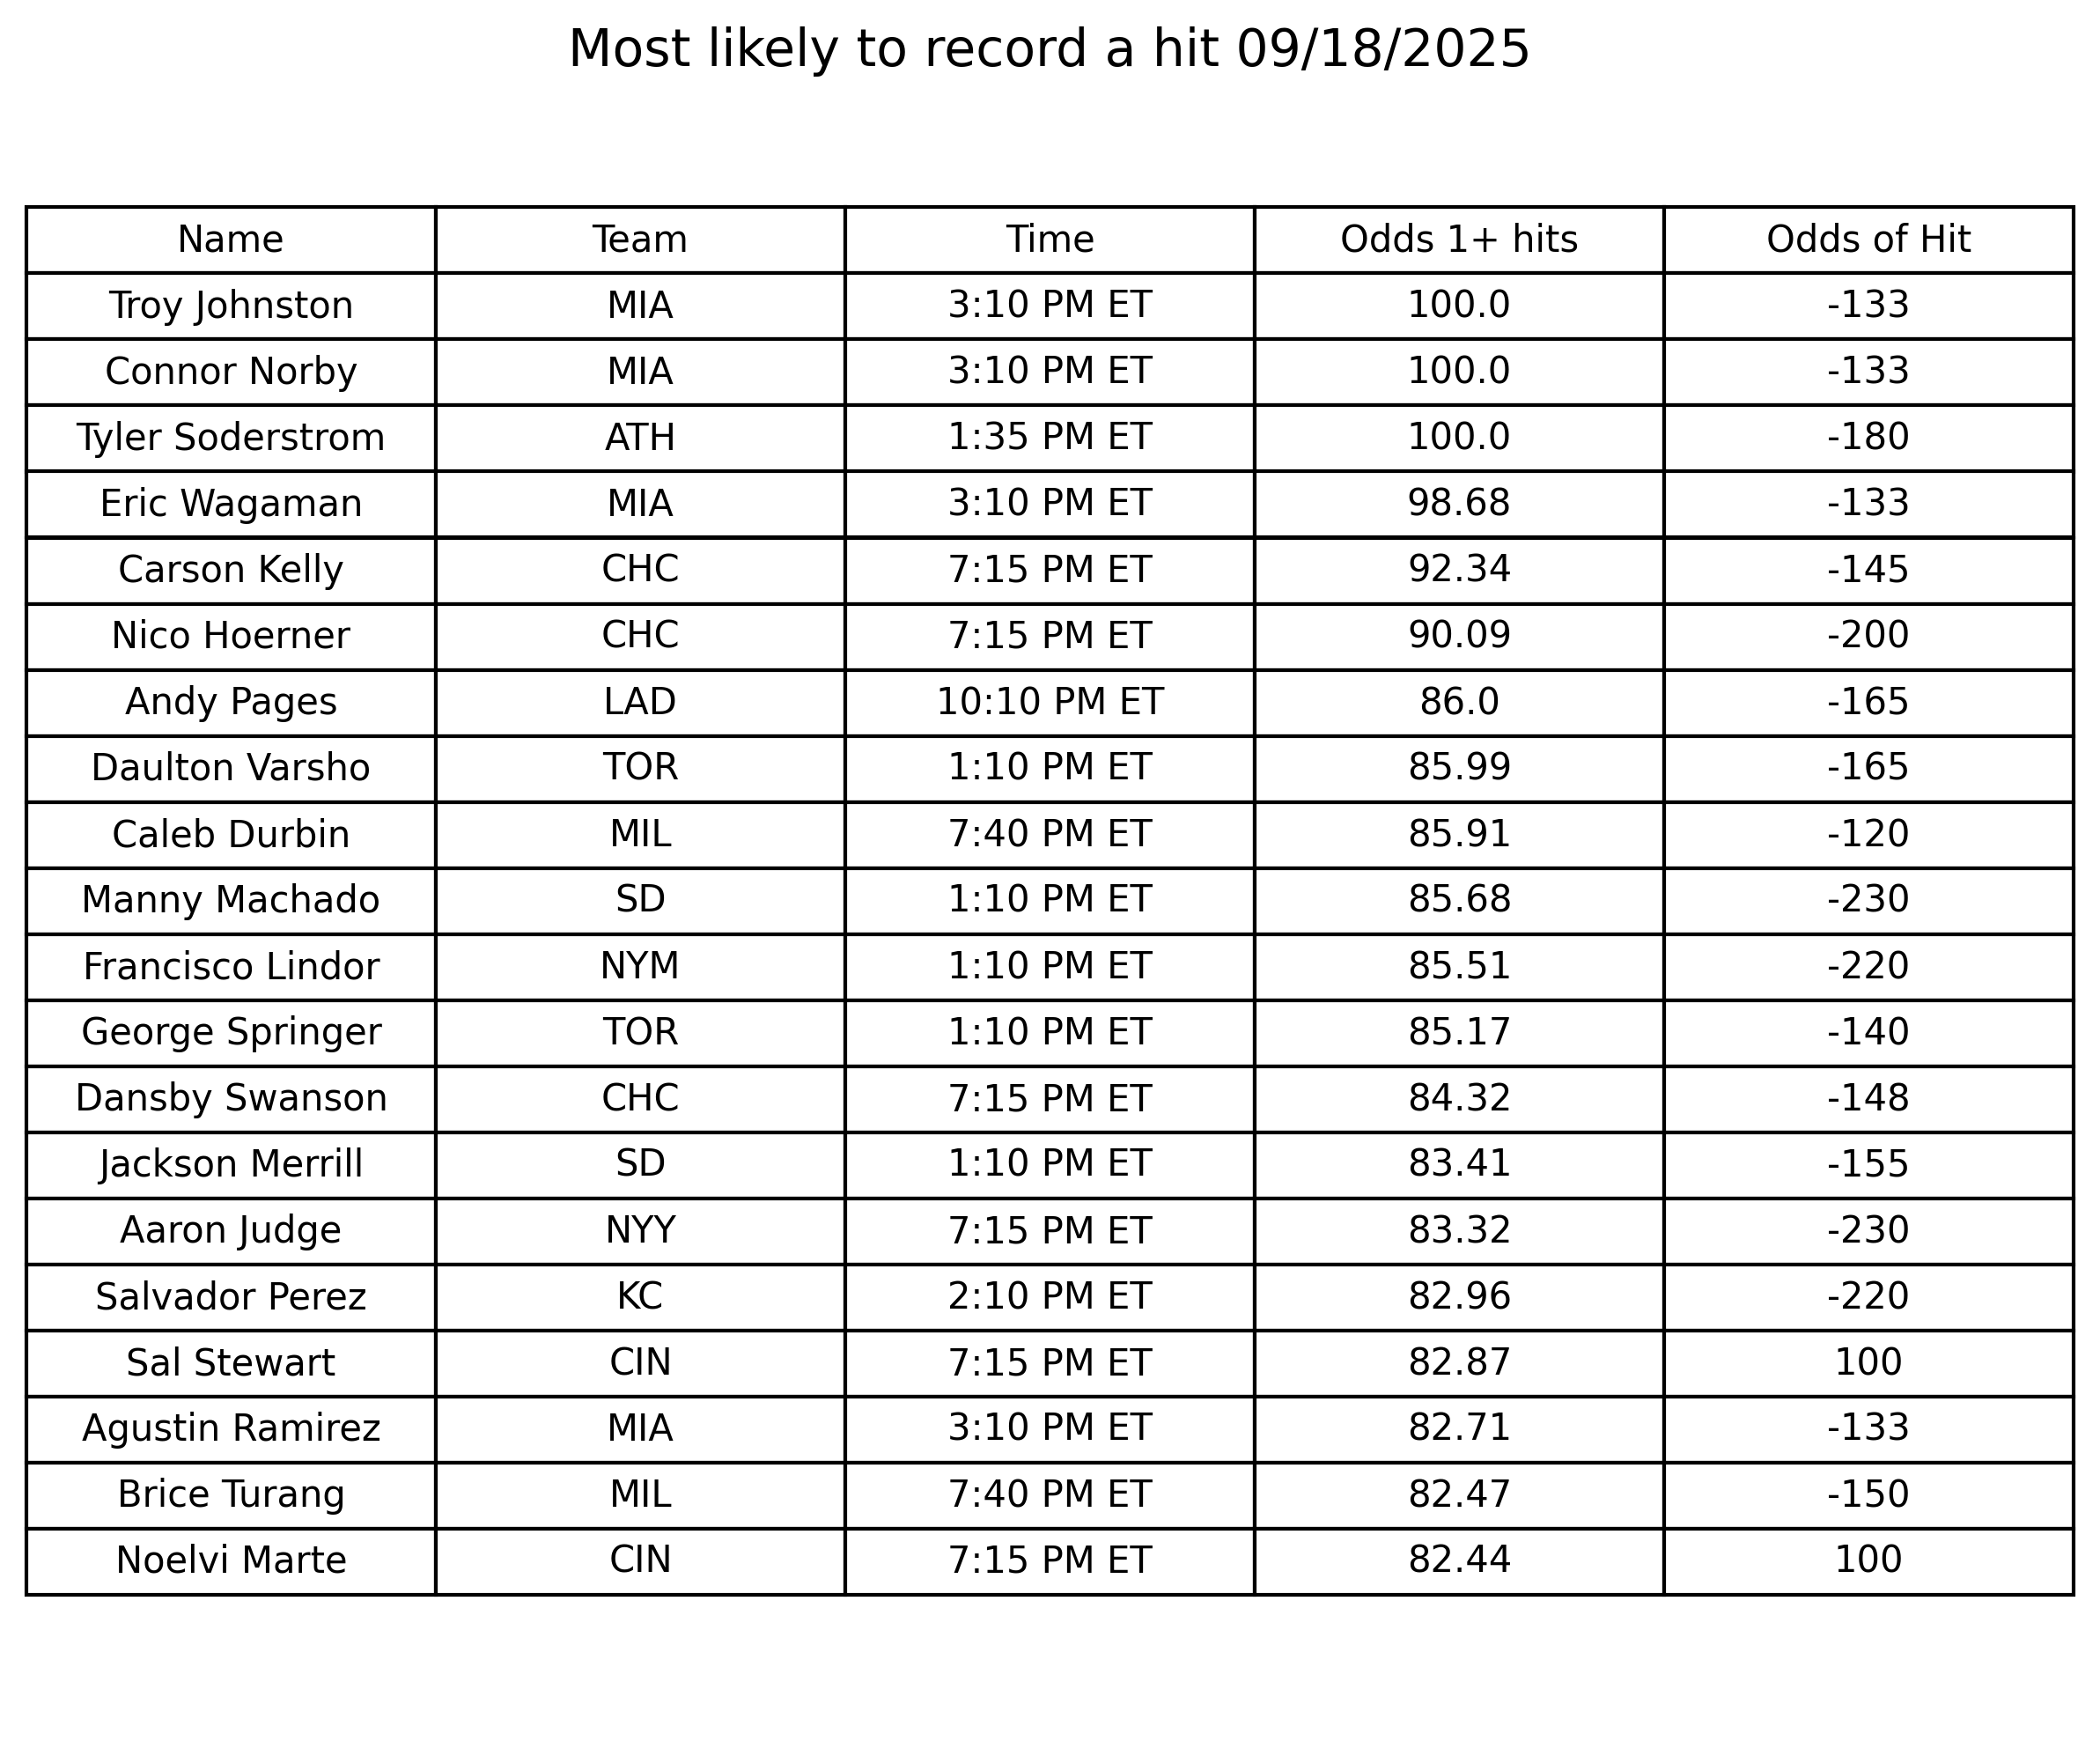 Most likely to record a hit 09/18/2025
Name Team Time Odds 1+ hits Odds of Hit
Troy Johnston MIA 3:10 PM ET 100.0 -133
Connor Norby MIA 3:10 PM ET 100.0 -133
Tyler Soderstrom ATH 1:35 PM ET 100.0 -180
Eric Wagaman MIA 3:10 PM ET 98.68 -133
Carson Kelly CHC 7:15 PM ET 92.34 -145
Nico Hoerner CHC 7:15 PM ET 90.09 -200
Andy Pages LAD 10:10 PM ET 86.0 -165
Daulton Varsho TOR 1:10 PM ET 85.99 -165
Caleb Durbin MIL 7:40 PM ET 85.91 -120
Manny Machado SD 1:10 PM ET 85.68 -230
Francisco Lindor NYM 1:10 PM ET 85.51 -220
George Springer TOR 1:10 PM ET 85.17 -140
Dansby Swanson CHC 7:15 PM ET 84.32 -148
Jackson Merrill SD 1:10 PM ET 83.41 -155
Aaron Judge NYY 7:15 PM ET 83.32 -230
Salvador Perez KC 2:10 PM ET 82.96 -220
Sal Stewart CIN 7:15 PM ET 82.87 100
Agustin Ramirez MIA 3:10 PM ET 82.71 -133
Brice Turang MIL 7:40 PM ET 82.47 -150
Noelvi Marte CIN 7:15 PM ET 82.44 100